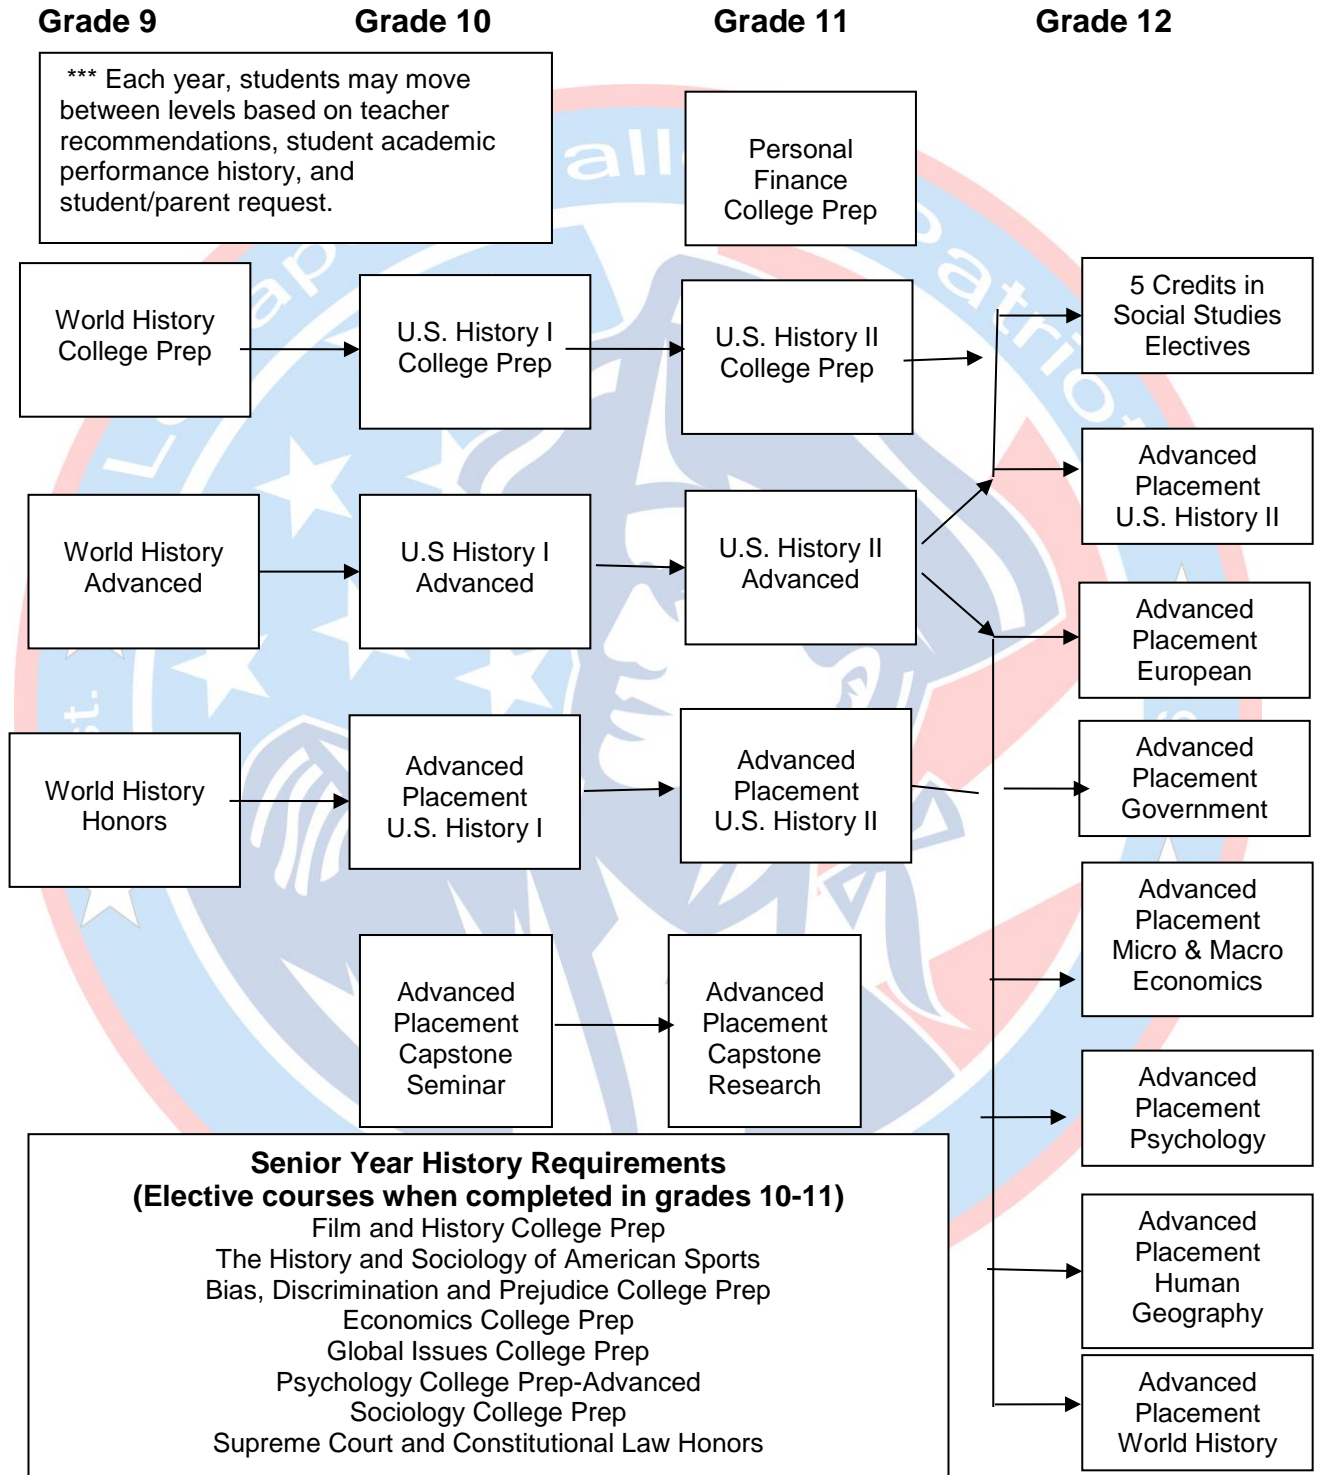 Grade 9 Grade 10 Grade 11 Grade 12
*** Each year, students may move
between levels based on teacher
recommendations, student academic
performance history, and
student/parent request.
Personal
Finance
College Prep
World History
College Prep
U.S. History I
College Prep
U.S. History II
College Prep
5 Credits in
Social Studies
Electives
Advanced
Placement
U.S. History II
World History
Advanced
U.S History I
Advanced
U.S. History II
Advanced
Advanced
Placement
European
World History
Honors
Advanced
Placement
U.S. History I
Advanced
Placement
U.S. History II
Advanced
Placement
Government
Advanced
Placement
Micro & Macro
Economics
Advanced
Placement
Capstone
Seminar
Advanced
Placement
Capstone
Research
Advanced
Placement
Psychology
Advanced
Placement
Human
Geography
Advanced
Placement
World History
Senior Year History Requirements
(Elective courses when completed in grades 10-11)
Film and History College Prep
The History and Sociology of American Sports
Bias, Discrimination and Prejudice College Prep
Economics College Prep
Global Issues College Prep
Psychology College Prep-Advanced
Sociology College Prep
Supreme Court and Constitutional Law Honors